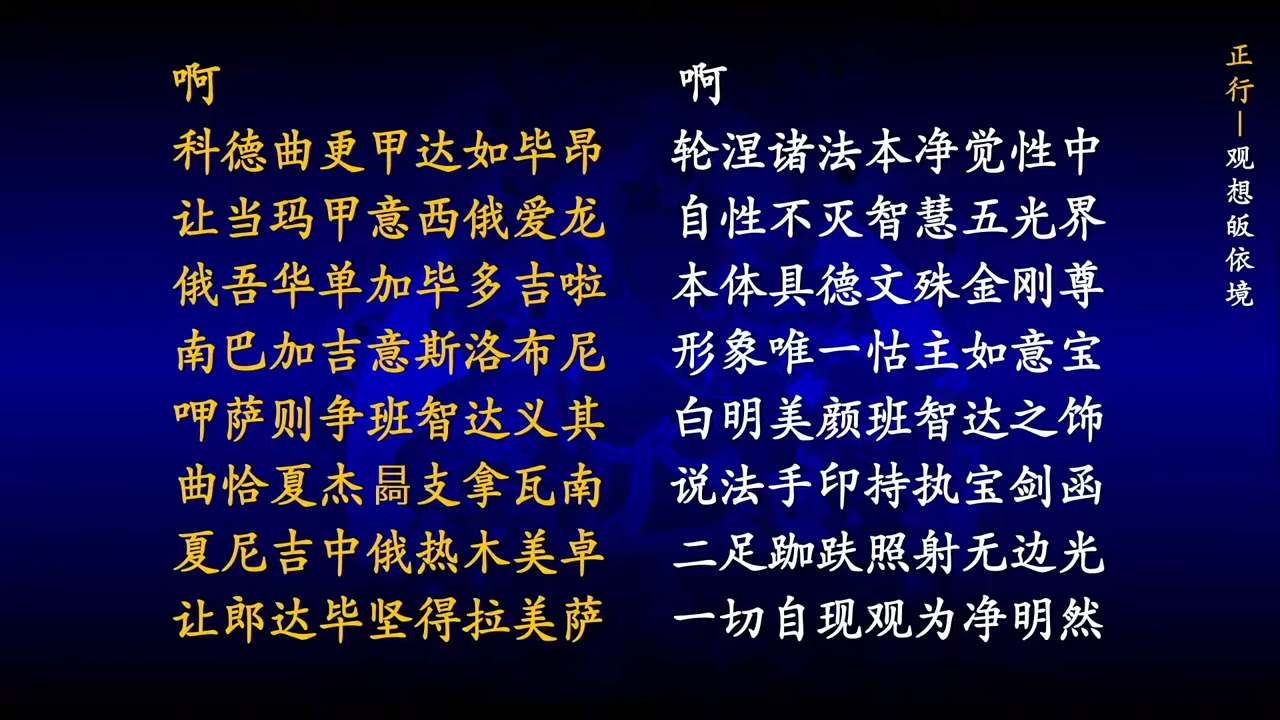 啊
科德曲更甲达如毕昂
让当玛甲意西俄爱龙
俄吾华单加毕多吉啦
南巴加吉意斯洛布尼
呷萨则争班智达义其
曲恰夏杰昌支拿瓦南
夏尼吉中俄热木美卓
让郎达毕坚得拉美萨
啊
轮涅诸法本净觉性中
自性不灭智慧五光界
本体具德文殊金刚尊
形象唯一怙主如意宝
白明美颜班智达之饰
说法手印持执宝剑函
二足跏趺照射无边光
一切自现观为净明然
正行—观想皈依境